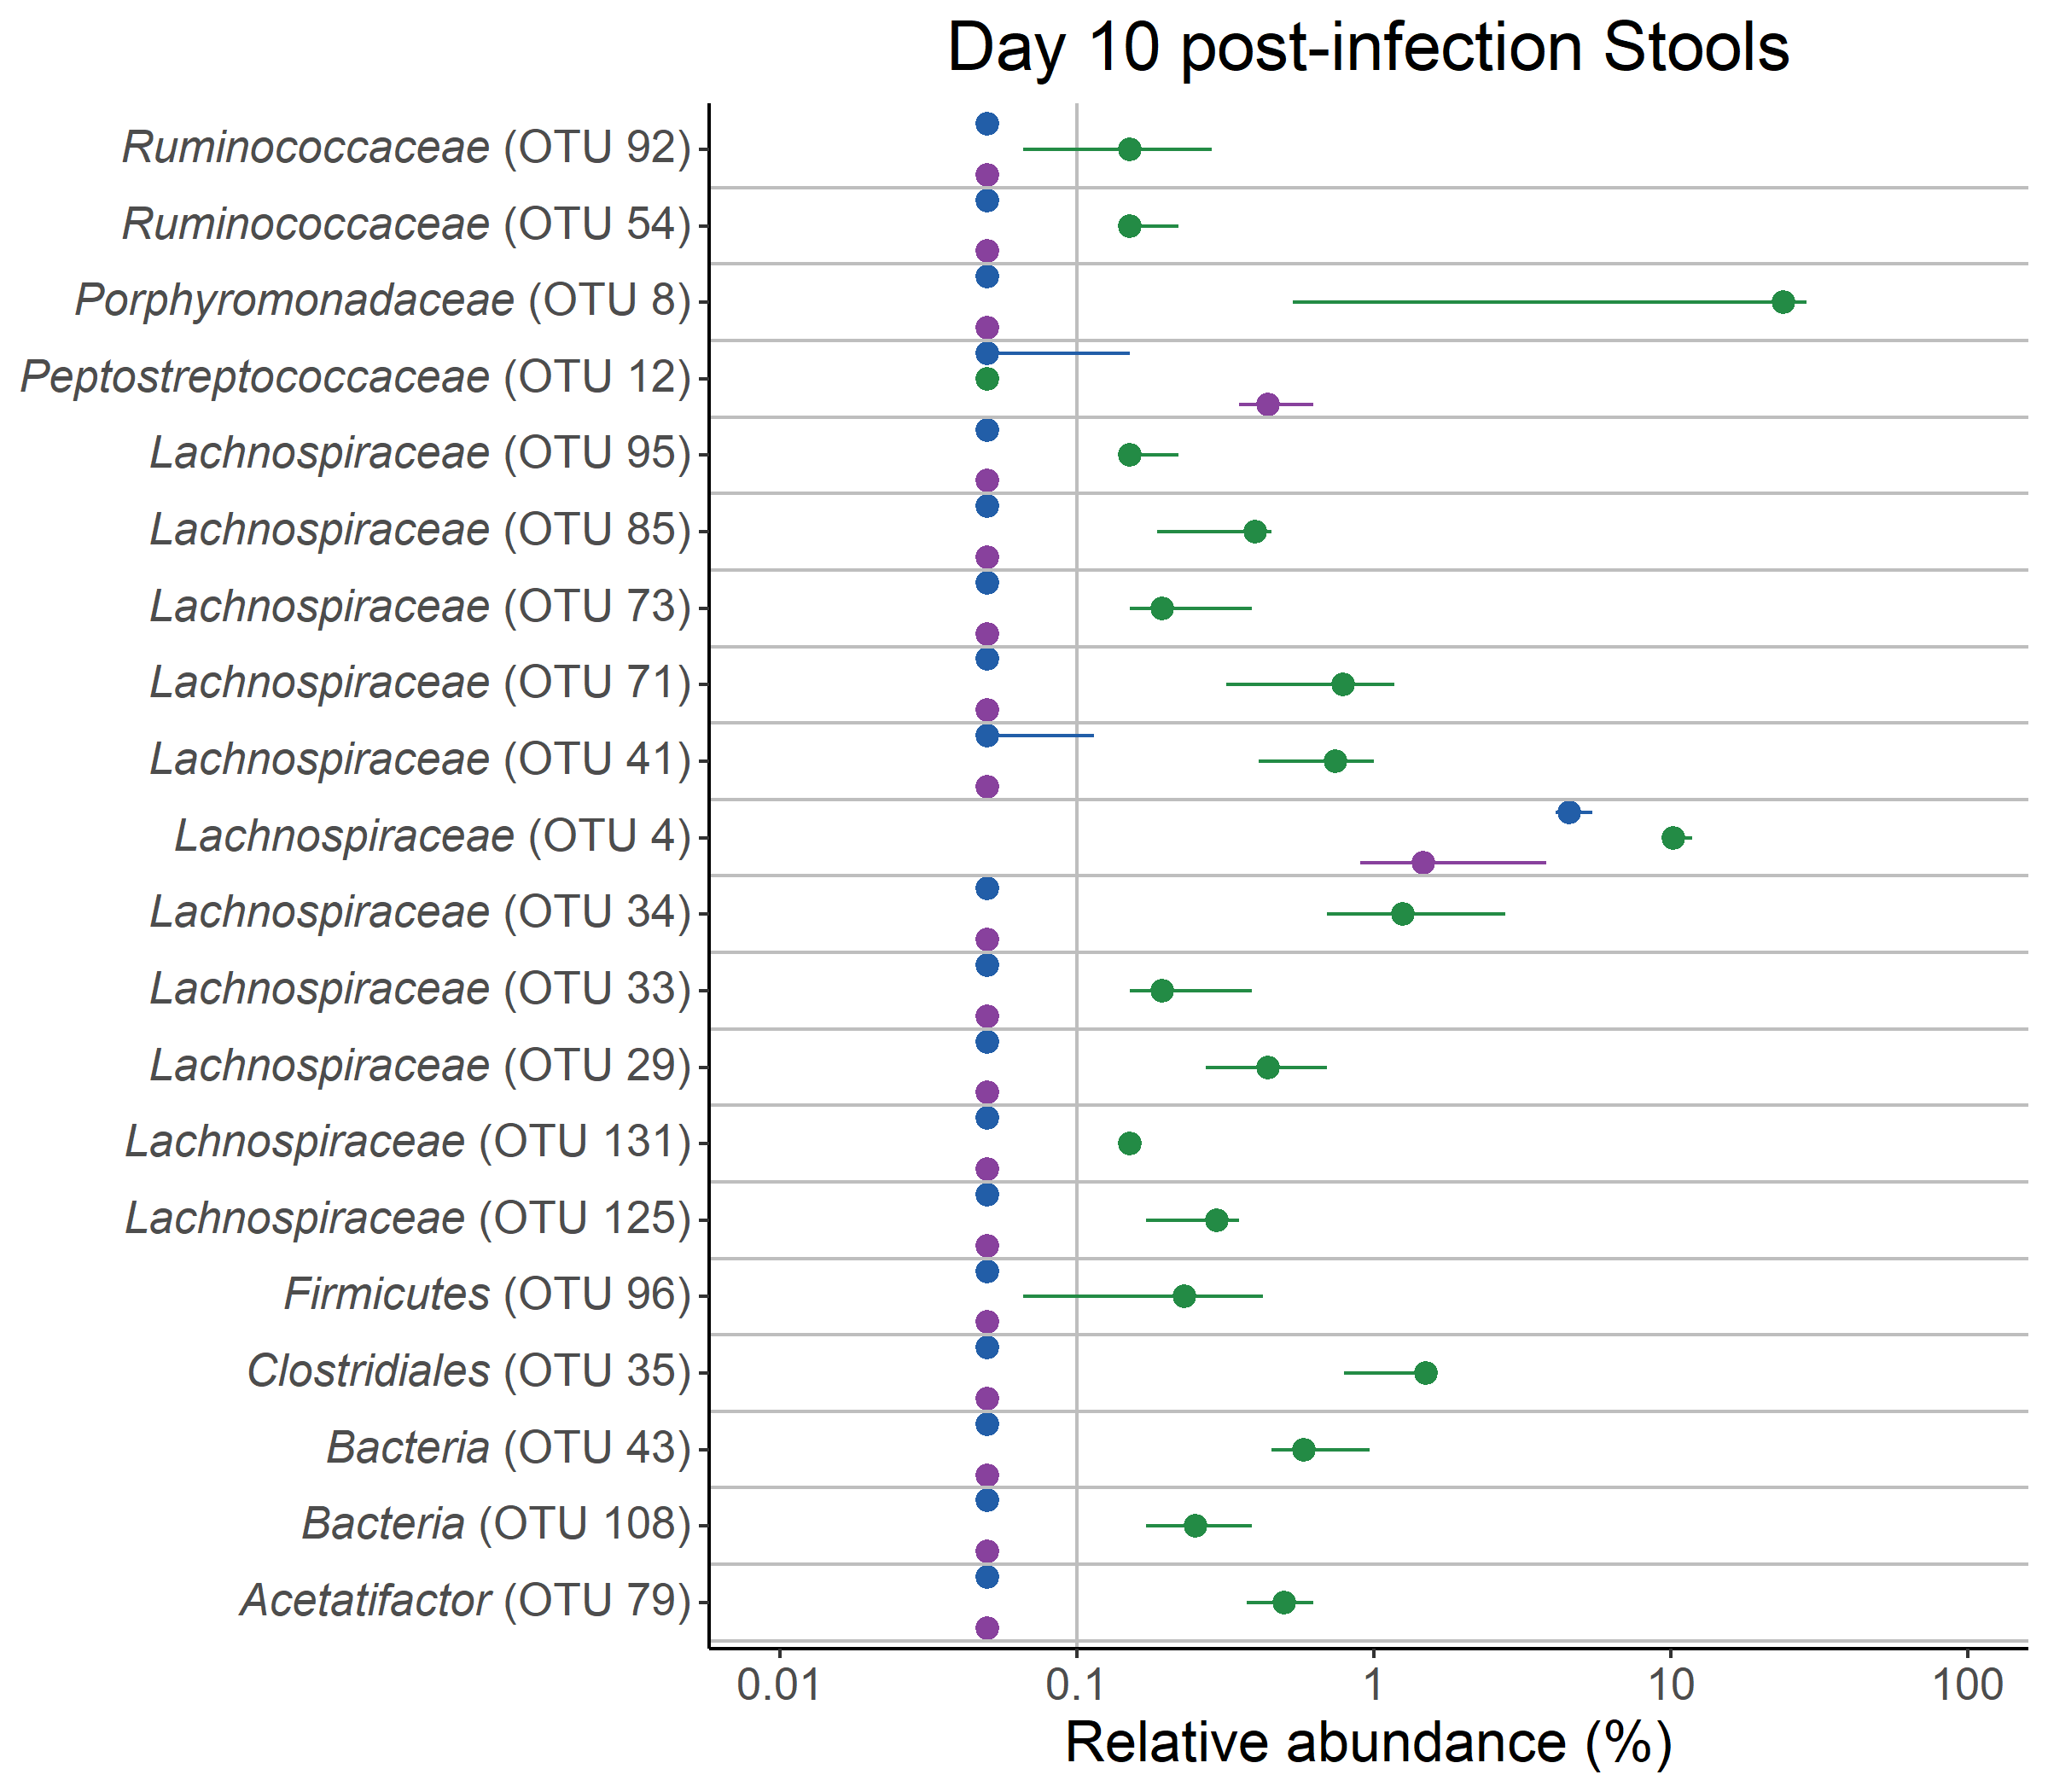 Day 10 post-infection Stools
Ruminococcaceae (OTU 92)
Ruminococcaceae (OTU 54)
Porphyromonadaceae (OTU 8)
Peptostreptococcaceae (OTU 12)
Lachnospiraceae (OTU 95)
Lachnospiraceae (OTU 85)
Lachnospiraceae (OTU 73)
Lachnospiraceae (OTU 71)
Lachnospiraceae (OTU 41)
Lachnospiraceae (OTU 4)
Lachnospiraceae (OTU 34)
Lachnospiraceae (OTU 33)
Lachnospiraceae (OTU 29)
Lachnospiraceae (OTU 131)
Lachnospiraceae (OTU 125)
Firmicutes (OTU 96)
Clostridiales (OTU 35)
Bacteria (OTU 43)
Bacteria (OTU 108)
Acetatifactor (OTU 79)
0.01 0.1 1 10 100
Relative abundance (%)